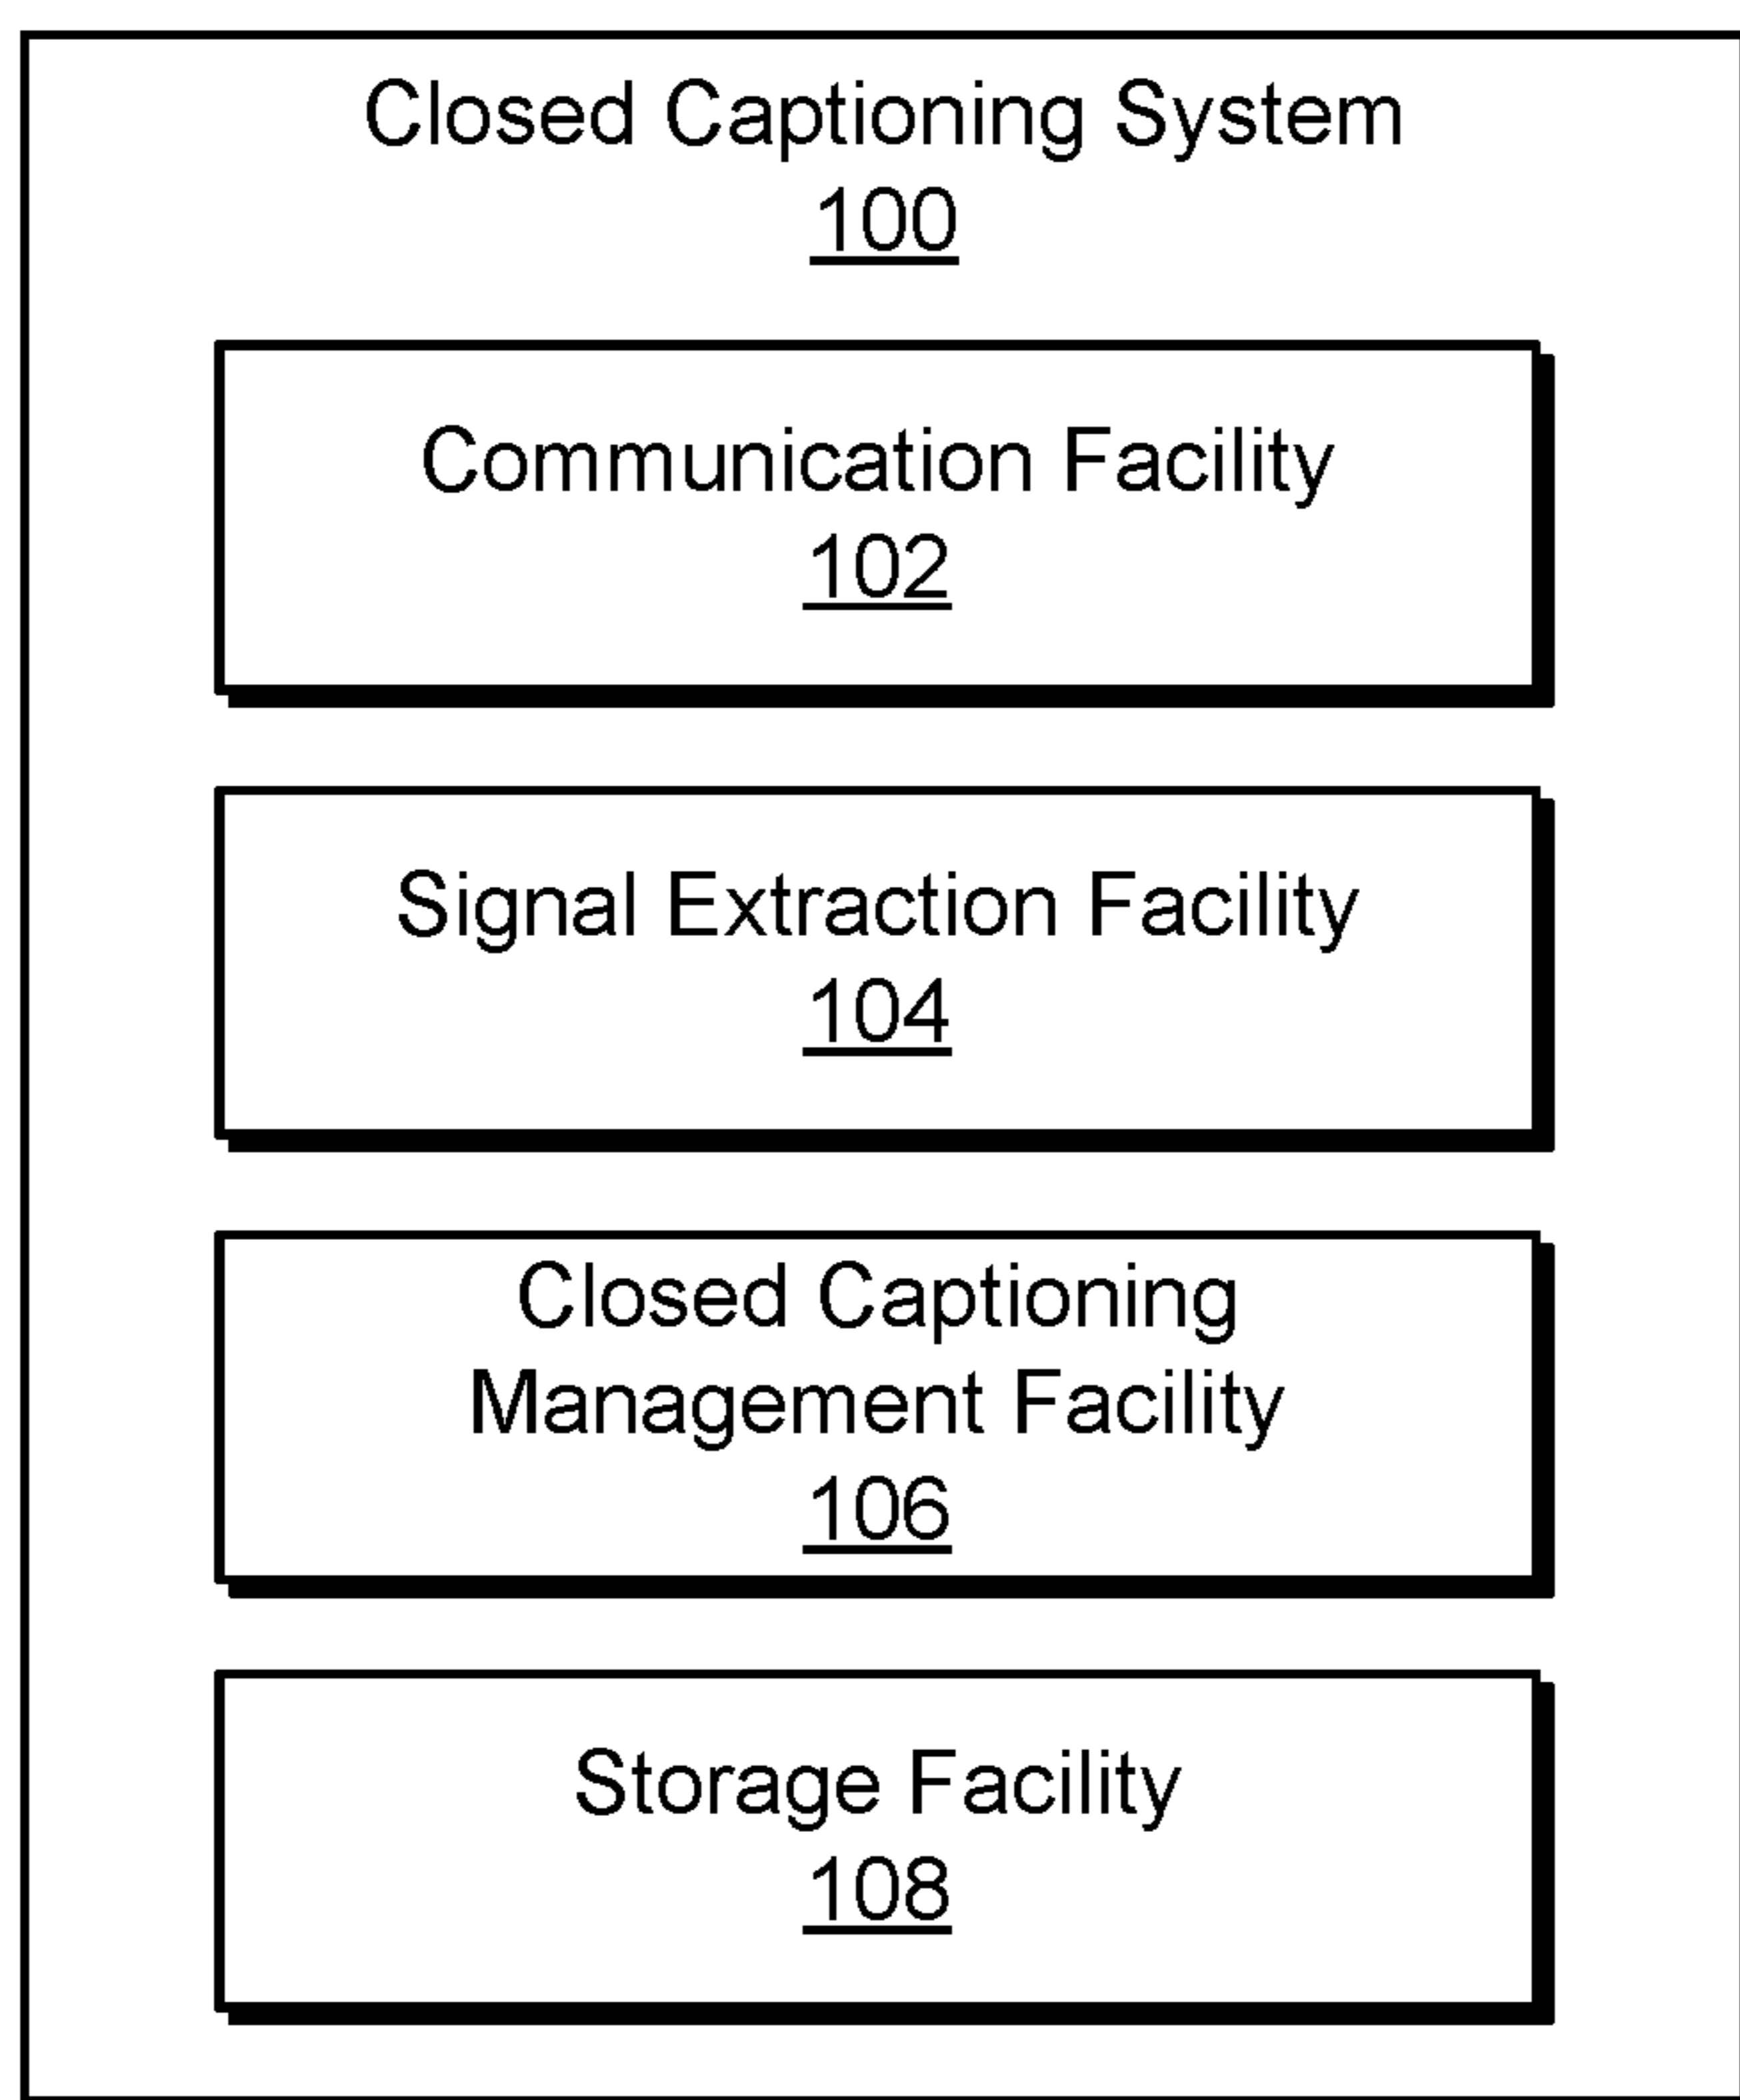 Closed Captioning System
100
Communication Facility
102
Signal Extraction Facility
104
Closed Captioning
Management Facility
106
Storage Facility
108